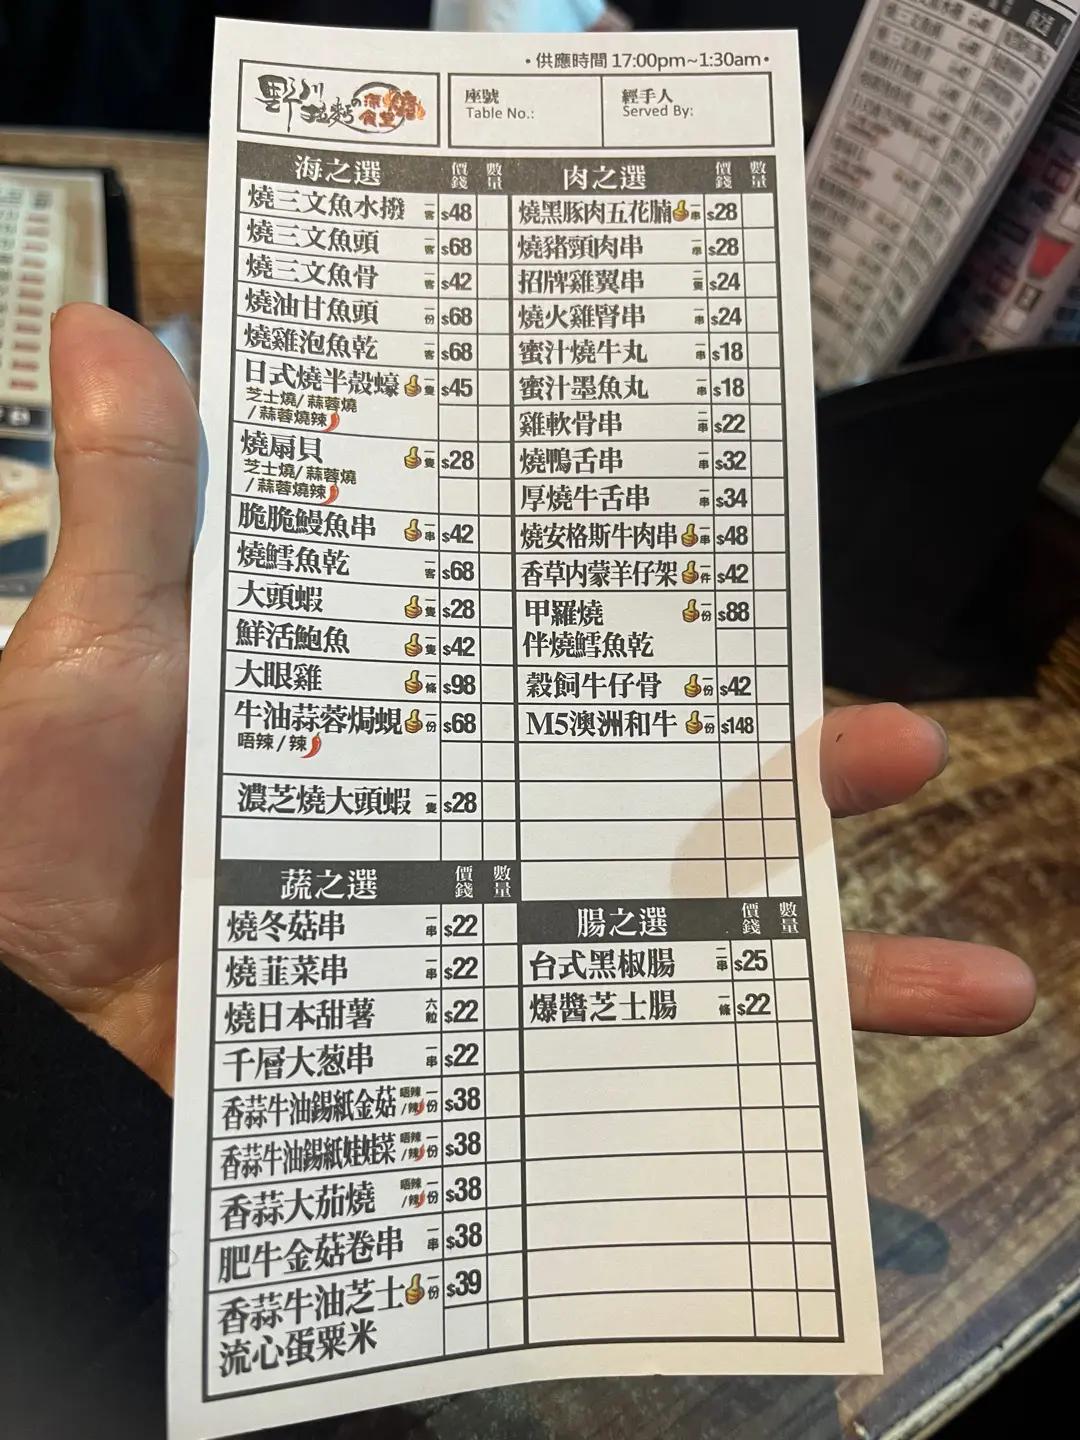 • 供應時間 17:00pm~1:30am •
野川拉麵の燒
食堂
座號
Table No.:
經手人
Served By:
海之選 價錢 數量
燒三文魚水撥 一客 $48
燒三文魚頭 一客 $68
燒三文魚骨 一客 $42
燒油甘魚頭 一份 $68
燒雞泡魚乾 一客 $68
日式燒半殼蠔 一隻 $45
芝士燒/蒜蓉燒
/蒜蓉燒辣
燒扇貝 一隻 $28
芝士燒/蒜蓉燒
/蒜蓉燒辣
脆脆鰻魚串 一串 $42
燒鱈魚乾 一客 $68
大頭蝦 一隻 $28
鮮活鮑魚 一隻 $42
大眼雞 一條 $98
牛油蒜蓉焗蜆 一份 $68
唔辣/辣
濃芝燒大頭蝦 一隻 $28
蔬之選 價錢 數量
燒冬菇串 一串 $22
燒韮菜串 一串 $22
燒日本甜薯 六粒 $22
千層大葱串 一串 $22
香蒜牛油錫紙金菇 唔辣/辣 一份 $38
香蒜牛油錫紙娃娃菜 唔辣/辣 一份 $38
香蒜大茄燒 唔辣/辣 一份 $38
肥牛金菇卷串 一串 $38
香蒜牛油芝士 一份 $39
流心蛋粟米
肉之選 價錢 數量
燒黑豚肉五花腩 一串 $28
燒豬頸肉串 一串 $28
招牌雞翼串 二隻 $24
燒火雞腎串 一串 $24
蜜汁燒牛丸 一串 $18
蜜汁墨魚丸 一串 $18
雞軟骨串 二串 $22
燒鴨舌串 一串 $32
厚燒牛舌串 一串 $34
燒安格斯牛肉串 一串 $48
香草內蒙羊仔架 一件 $42
甲羅燒 一份 $88
伴燒鱈魚乾
穀飼牛仔骨 一份 $42
M5澳洲和牛 一份 $148
腸之選 價錢 數量
台式黑椒腸 二串 $25
爆醬芝士腸 一條 $22